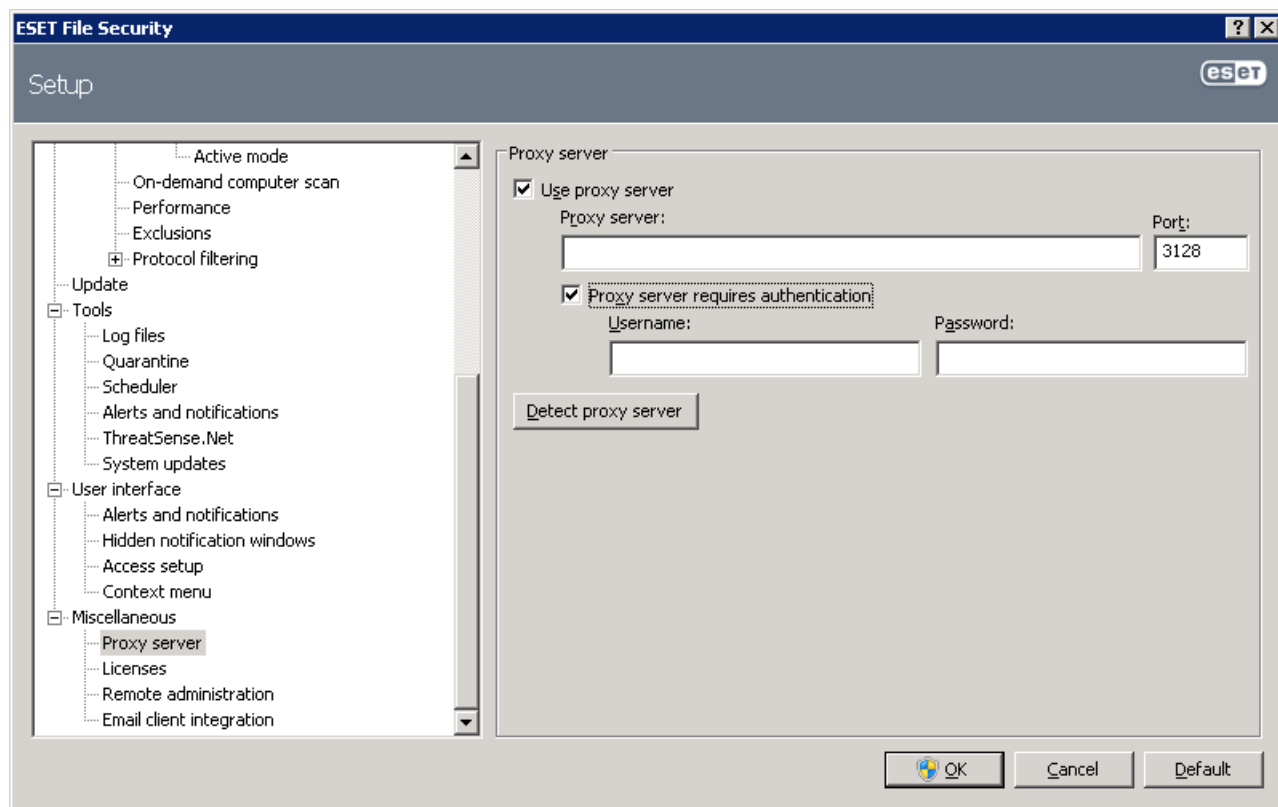 ESET File Security
Setup
eset
Active mode
On-demand computer scan
Performance
Exclusions
Protocol filtering
Update
Tools
Log files
Quarantine
Scheduler
Alerts and notifications
ThreatSense.Net
System updates
User interface
Alerts and notifications
Hidden notification windows
Access setup
Context menu
Miscellaneous
Proxy server
Licenses
Remote administration
Email client integration
Proxy server
Use proxy server
Proxy server:
Port:
3128
Proxy server requires authentication
Username:
Password:
Detect proxy server
OK
Cancel
Default